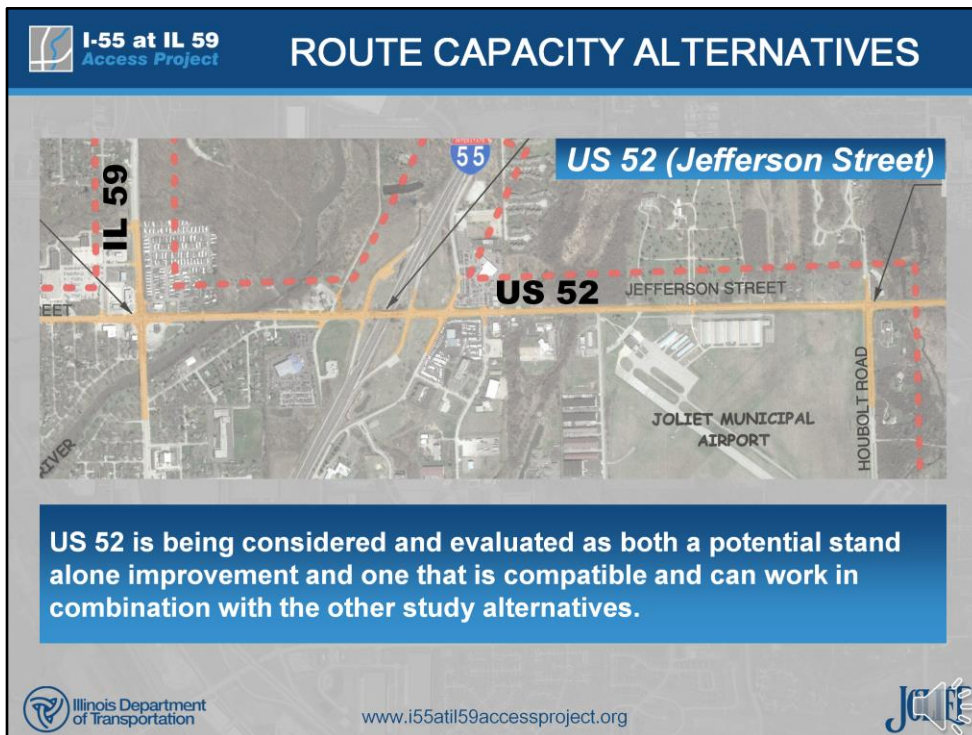 I-55 at IL 59
Access Project
ROUTE CAPACITY ALTERNATIVES
55
US 52 (Jefferson Street)
IL 59
US 52
JEFFERSON STREET
EET
HOUBOLT ROAD
JOLIET MUNICIPAL
AIRPORT
RIVER
US 52 is being considered and evaluated as both a potential stand
alone improvement and one that is compatible and can work in
combination with the other study alternatives.
Illinois Department
of Transportation
www.i55atil59accessproject.org